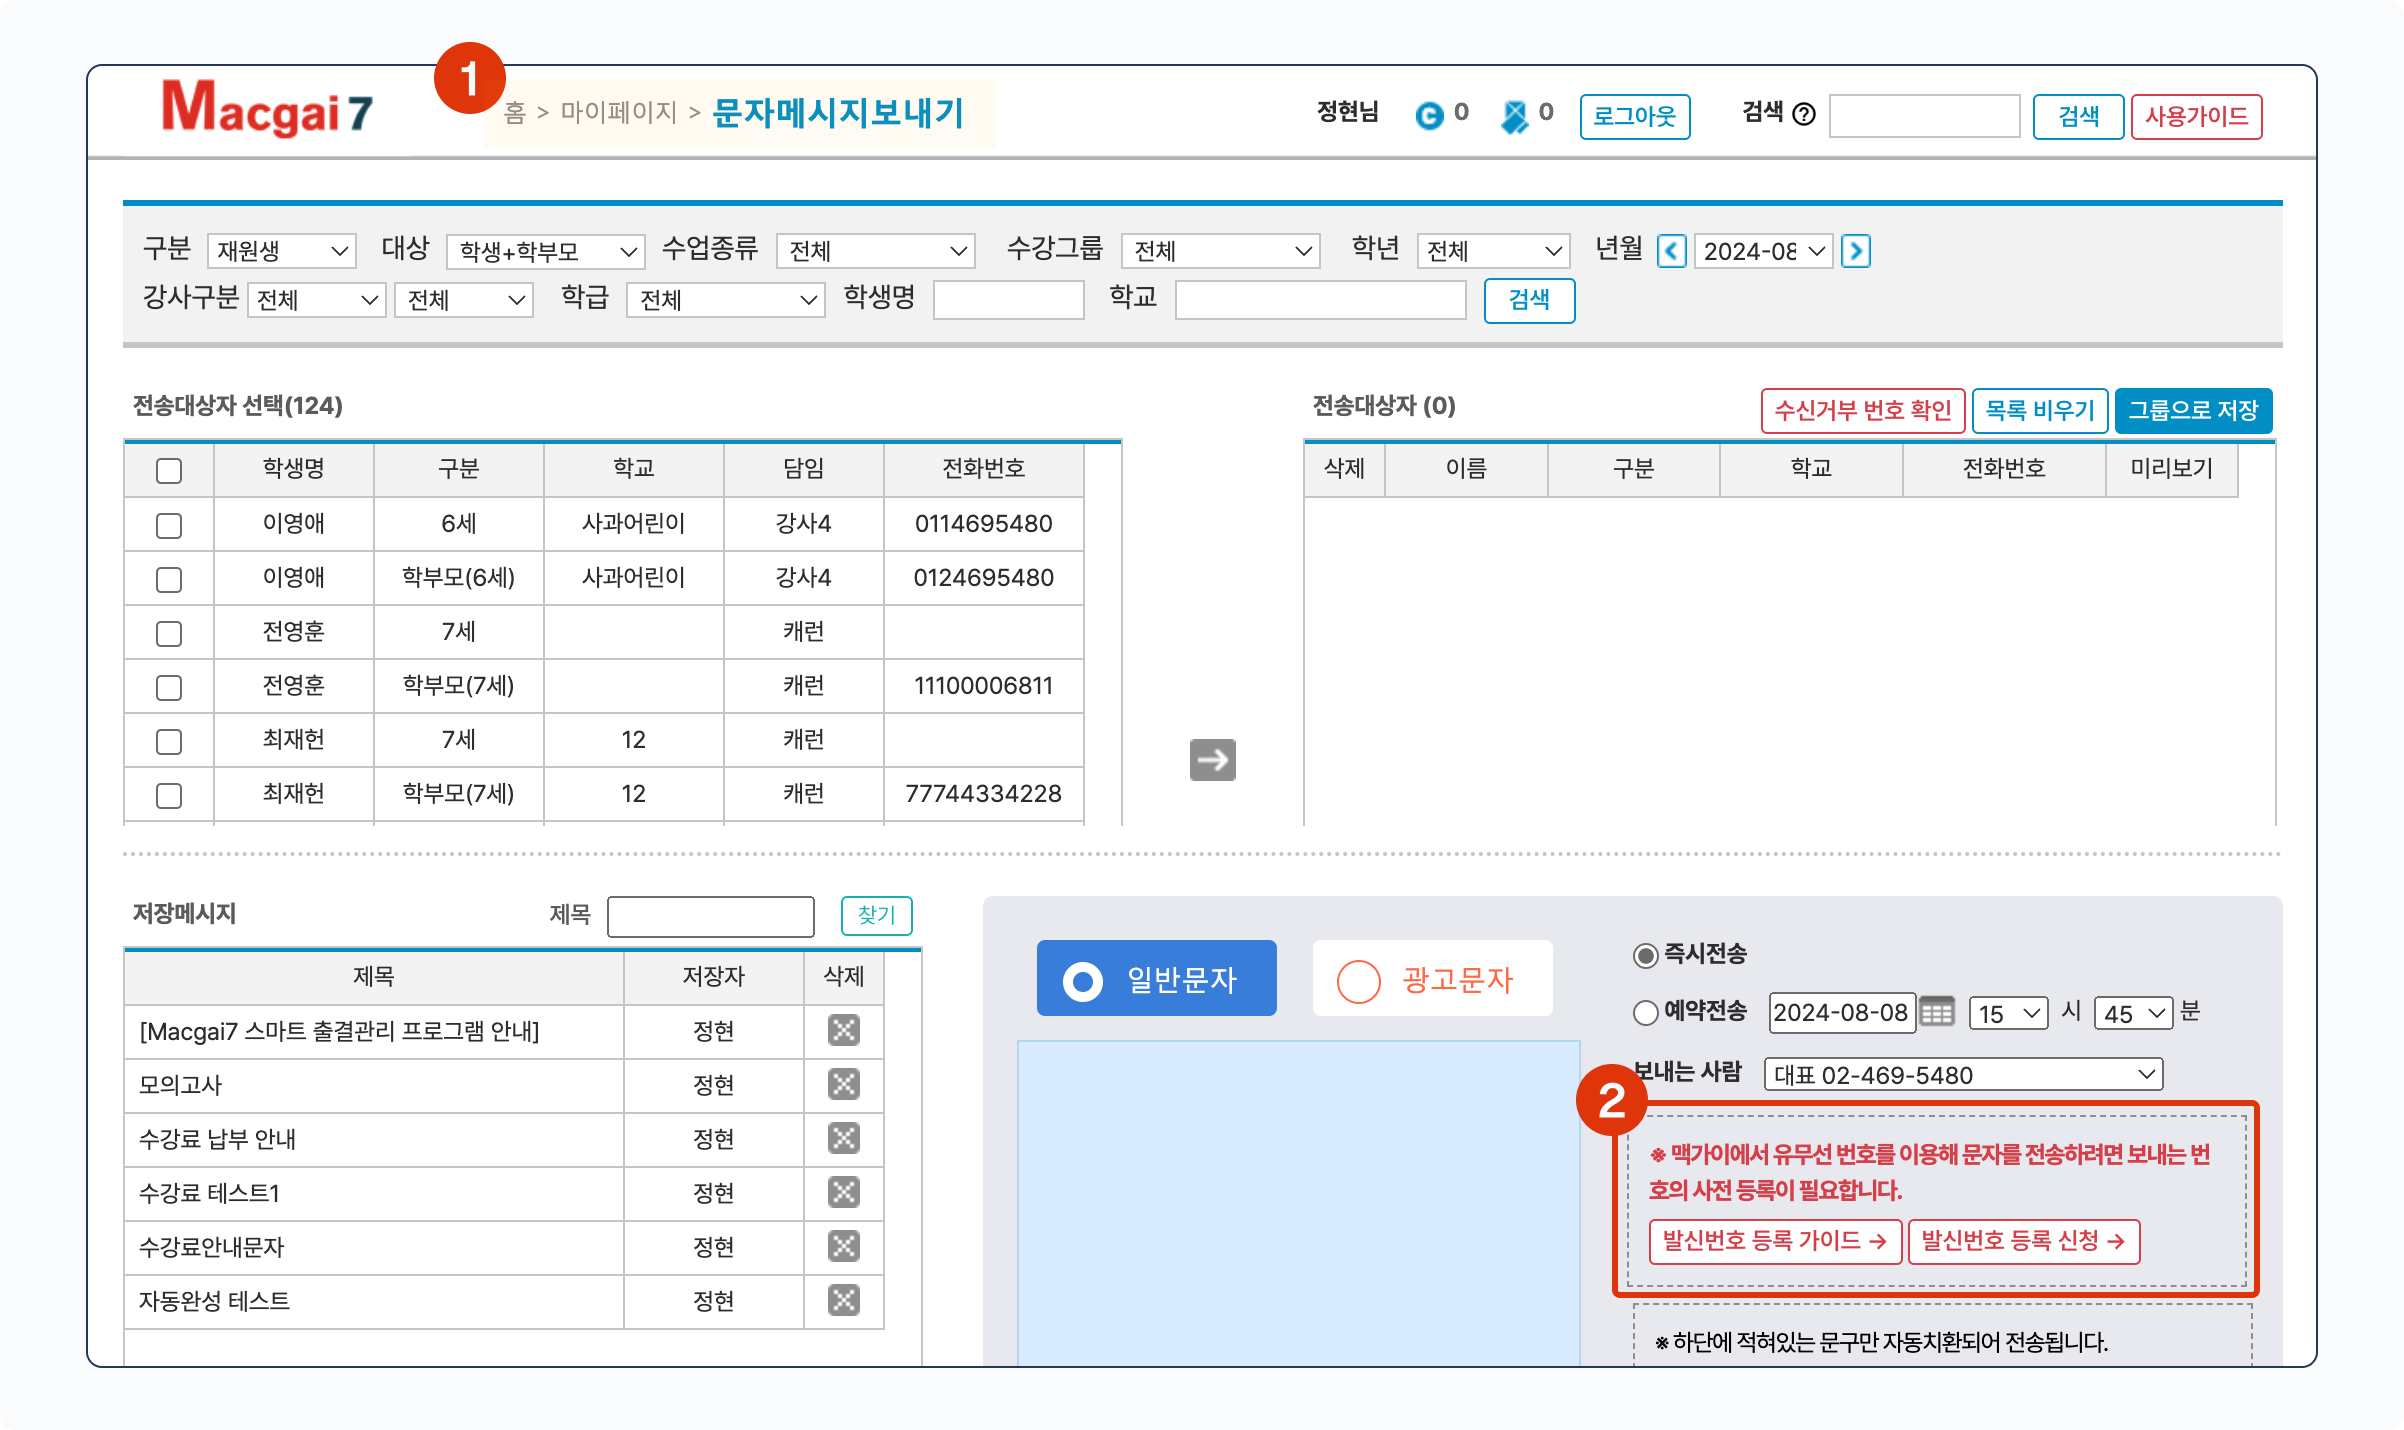 1
Macgai 7
홈 > 마이페이지 > 문자메시지보내기
정현님 C 0 0 로그아웃 검색 ? 검색 사용가이드
구분 재원생 대상 학생+학부모 수업종류 전체 수강그룹 전체 학년 전체 년월 2024-08
강사구분 전체 전체 학급 전체 학생명 학교 검색
전송대상자 선택(124)
학생명 구분 학교 담임 전화번호
이영애 6세 사과어린이 강사4 0114695480
이영애 학부모(6세) 사과어린이 강사4 0124695480
전영훈 7세 캐런
전영훈 학부모(7세) 캐런 11100006811
최재헌 7세 12 캐런
최재헌 학부모(7세) 12 캐런 77744334228
전송대상자 (0) 수신거부 번호 확인 목록 비우기 그룹으로 저장
삭제 이름 구분 학교 전화번호 미리보기
저장메시지 제목 찾기
제목 저장자 삭제
[Macgai7 스마트 출결관리 프로그램 안내] 정현
모의고사 정현
수강료 납부 안내 정현
수강료 테스트1 정현
수강료안내문자 정현
자동완성 테스트 정현
일반문자 광고문자
즉시전송
예약전송 2024-08-08 15 시 45 분
보내는 사람 대표 02-469-5480
2
※ 맥가이에서 유무선 번호를 이용해 문자를 전송하려면 보내는 번
호의 사전 등록이 필요합니다.
발신번호 등록 가이드 → 발신번호 등록 신청 →
※ 하단에 적혀있는 문구만 자동치환되어 전송됩니다.